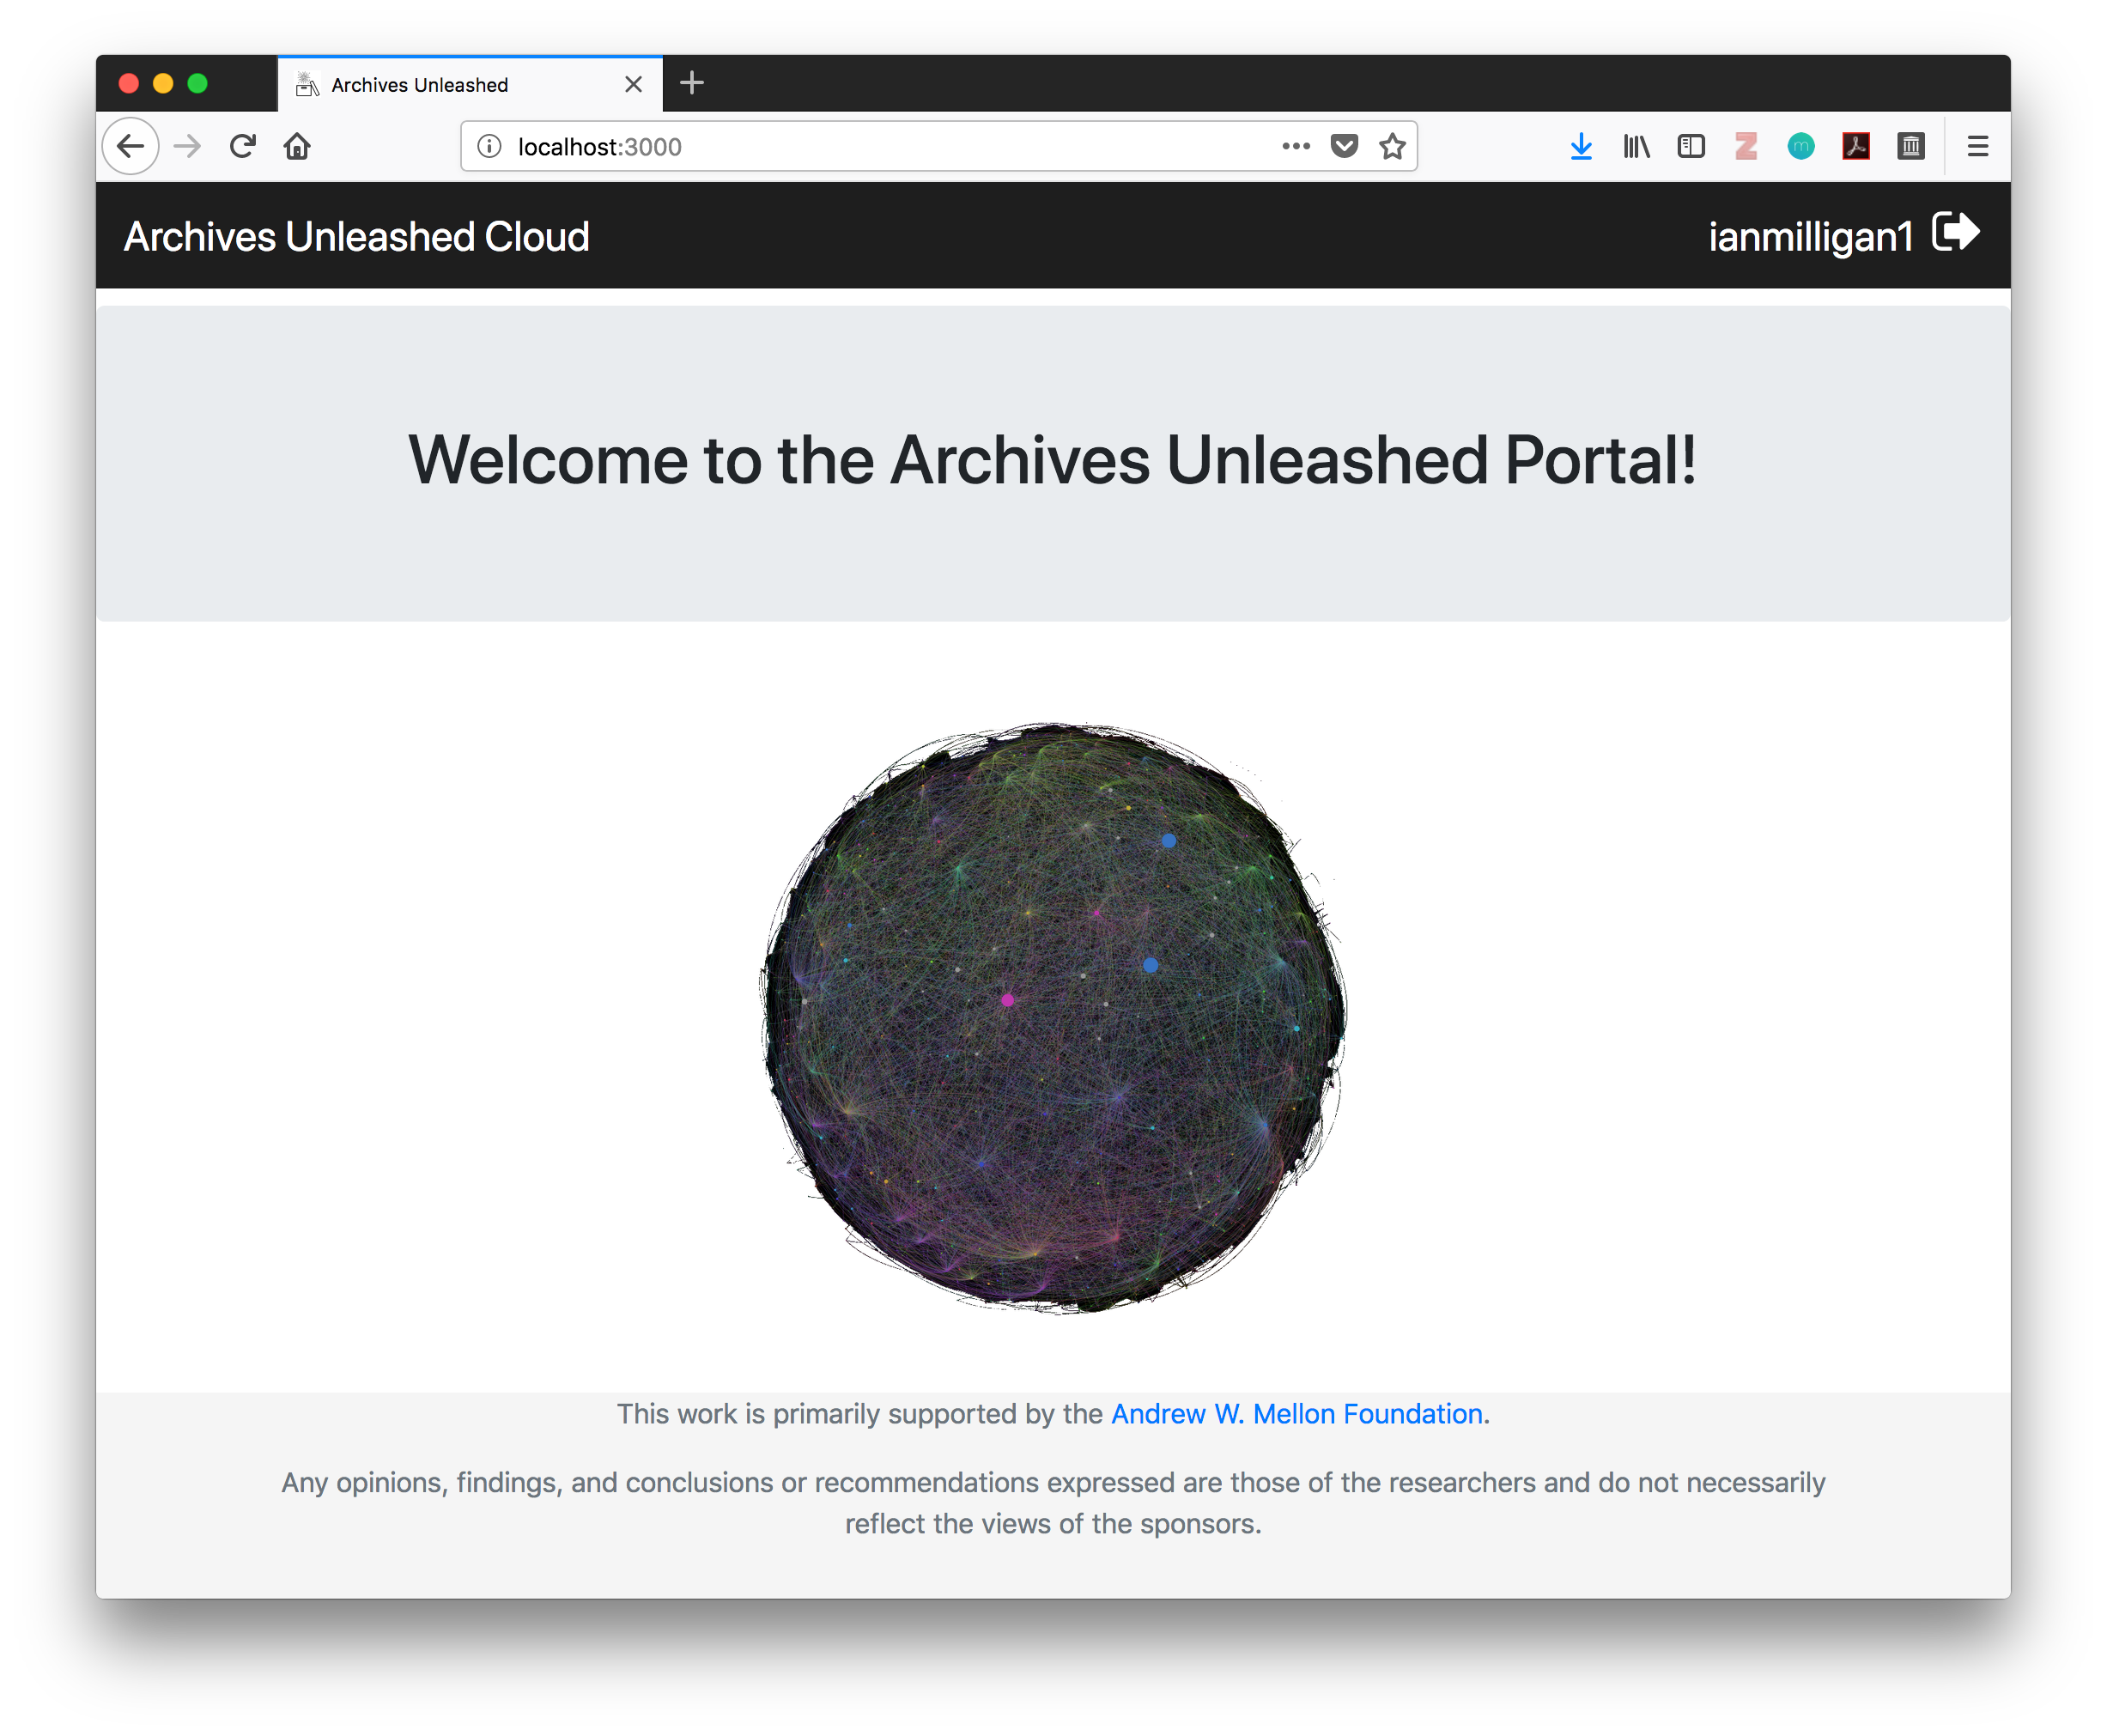 Archives Unleashed
localhost:3000
Archives Unleashed Cloud
ianmilligan1
Welcome to the Archives Unleashed Portal!
This work is primarily supported by the Andrew W. Mellon Foundation.
Any opinions, findings, and conclusions or recommendations expressed are those of the researchers and do not necessarily
reflect the views of the sponsors.